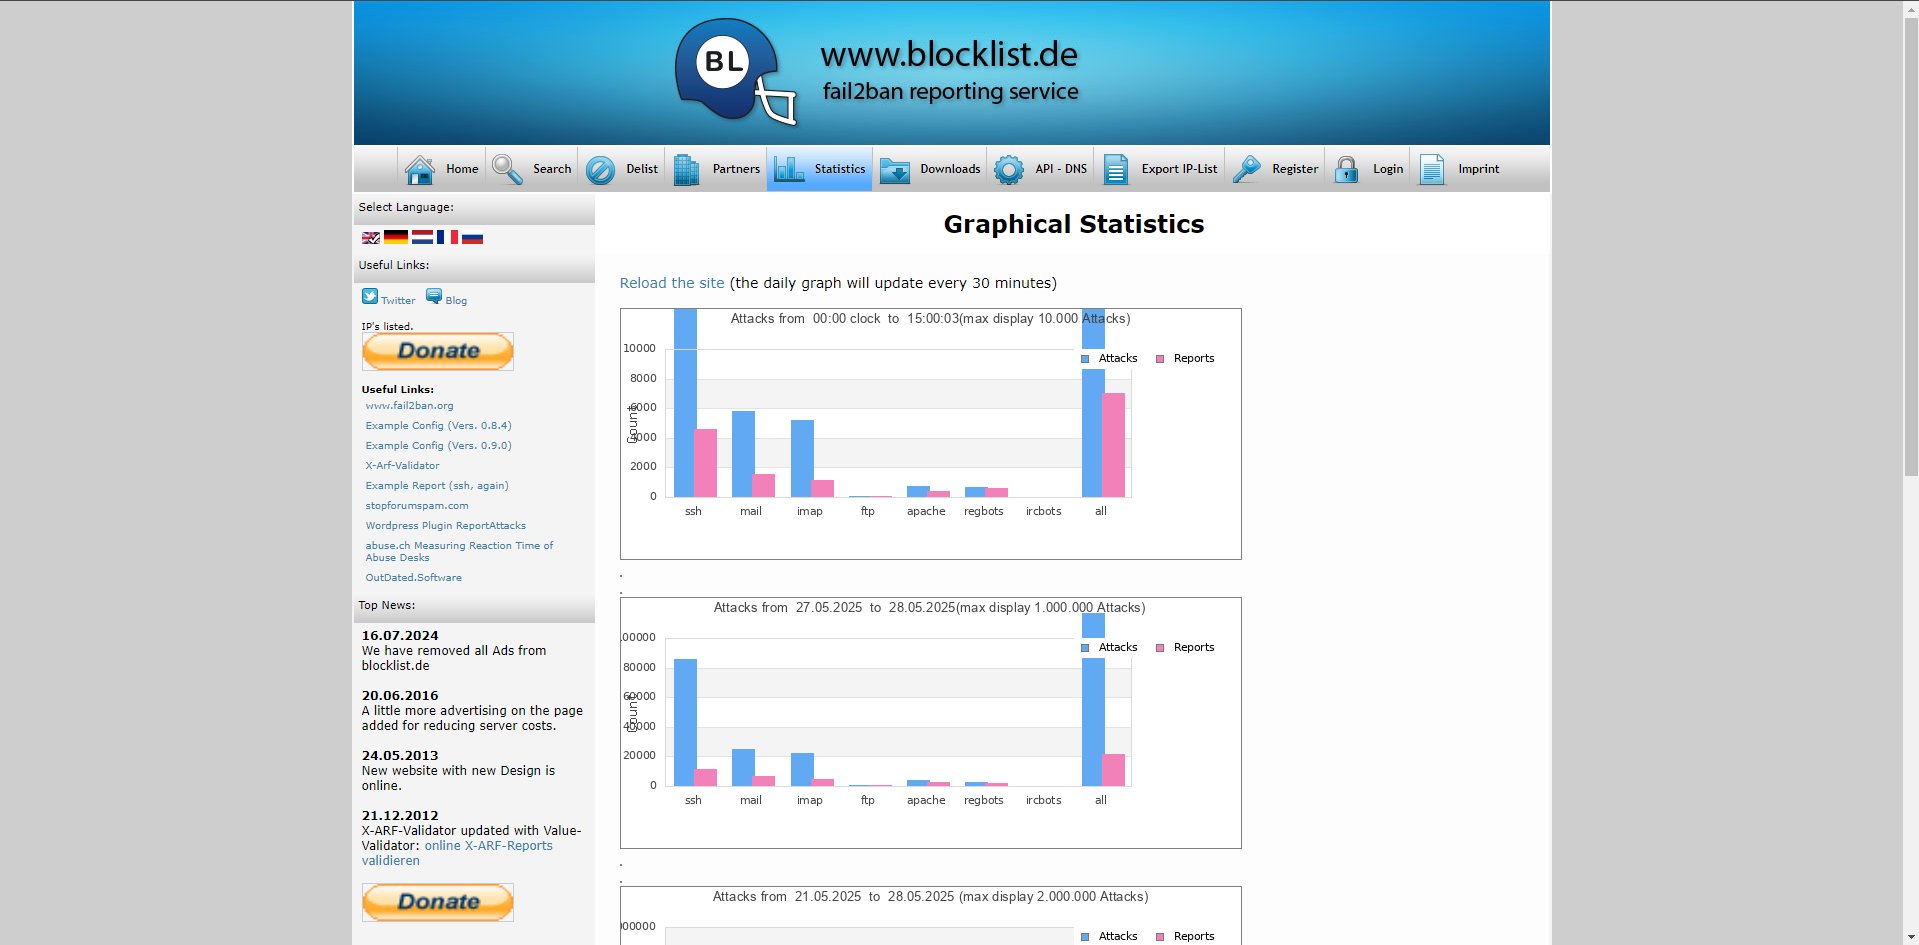 BL
www.blocklist.de
fail2ban reporting service
Home Search Delist Partners Statistics Downloads API - DNS Export IP-List Register Login Imprint
Select Language:
Useful Links:
Twitter Blog
IP's listed.
Donate
Useful Links:
www.fail2ban.org
Example Config (Vers. 0.8.4)
Example Config (Vers. 0.9.0)
X-Arf-Validator
Example Report (ssh, again)
stopforumspam.com
Wordpress Plugin ReportAttacks
abuse.ch Measuring Reaction Time of
Abuse Desks
OutDated.Software
Top News:
16.07.2024
We have removed all Ads from
blocklist.de
20.06.2016
A little more advertising on the page
added for reducing server costs.
24.05.2013
New website with new Design is
online.
21.12.2012
X-ARF-Validator updated with Value-
Validator: online X-ARF-Reports
validieren
Donate
Graphical Statistics
Reload the site (the daily graph will update every 30 minutes)
Attacks from 00:00 clock to 15:00:03(max display 10.000 Attacks)
Attacks Reports
10000
8000
6000
4000
2000
0
Count
ssh mail imap ftp apache regbots ircbots all
.
.
Attacks from 27.05.2025 to 28.05.2025(max display 1.000.000 Attacks)
Attacks Reports
00000
80000
60000
40000
20000
0
Count
ssh mail imap ftp apache regbots ircbots all
.
.
Attacks from 21.05.2025 to 28.05.2025 (max display 2.000.000 Attacks)
00000
Attacks Reports